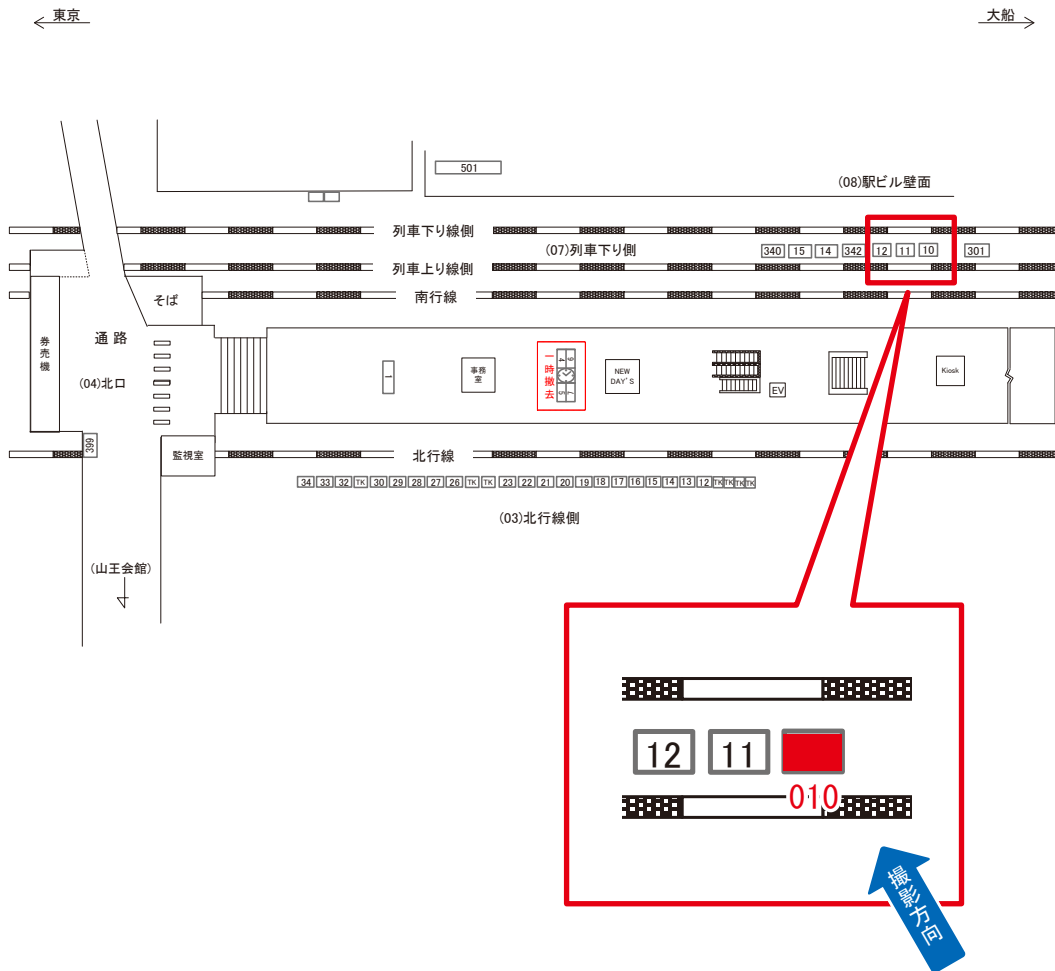 東京
大船
501
(08)駅ビル壁面
列車下り線側
(07)列車下り側
340 15 14 342 12 11 10 301
列車上り線側
南行線
そば
券売機
通路
(04)北口
1
事務室
一時撤去
4 6
5 7
NEW DAY'S
EV
Kiosk
399
監視室
北行線
34 33 32 TK 30 29 28 27 26 TK TK 23 22 21 20 19 18 17 16 15 14 13 12 TK TK TK TK
(03)北行線側
(山王会館)
12 11
010
撮影方向